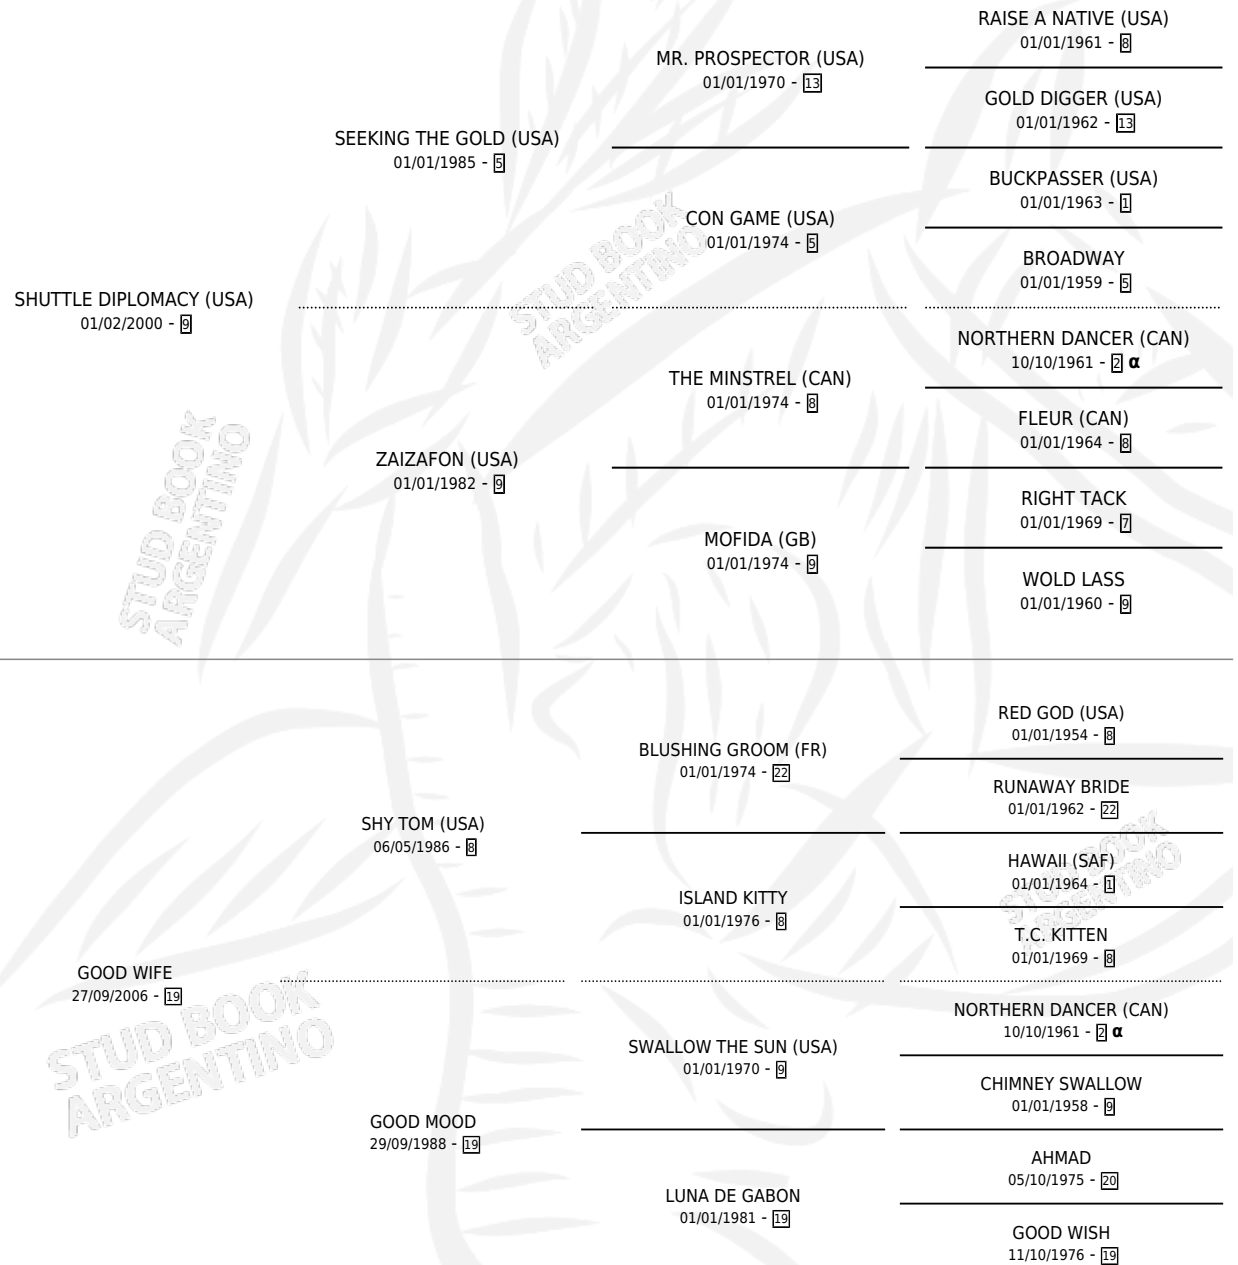 RAISE A NATIVE (USA)
01/01/1961 - 8
MR. PROSPECTOR (USA)
01/01/1970 - 13
GOLD DIGGER (USA)
01/01/1962 - 13
SEEKING THE GOLD (USA)
01/01/1985 - 5
BUCKPASSER (USA)
01/01/1963 - 1
CON GAME (USA)
01/01/1974 - 5
BROADWAY
01/01/1959 - 5
STUD BOOK
ARGENTINO
SHUTTLE DIPLOMACY (USA)
01/02/2000 - 9
NORTHERN DANCER (CAN)
10/10/1961 - 2 α
THE MINSTREL (CAN)
01/01/1974 - 8
FLEUR (CAN)
01/01/1964 - 8
ZAIZAFON (USA)
01/01/1982 - 9
RIGHT TACK
01/01/1969 - 7
MOFIDA (GB)
01/01/1974 - 9
WOLD LASS
01/01/1960 - 9
STUD BOOK
ARGENTINO
RED GOD (USA)
01/01/1954 - 8
BLUSHING GROOM (FR)
01/01/1974 - 22
RUNAWAY BRIDE
01/01/1962 - 22
SHY TOM (USA)
06/05/1986 - 8
HAWAII (SAF)
01/01/1964 - 1
ISLAND KITTY
01/01/1976 - 8
T.C. KITTEN
01/01/1969 - 8
STUD BOOK
ARGENTINO
GOOD WIFE
27/09/2006 - 19
NORTHERN DANCER (CAN)
10/10/1961 - 2 α
SWALLOW THE SUN (USA)
01/01/1970 - 9
CHIMNEY SWALLOW
01/01/1958 - 9
GOOD MOOD
29/09/1988 - 19
AHMAD
05/10/1975 - 20
LUNA DE GABON
01/01/1981 - 19
GOOD WISH
11/10/1976 - 19
STUD BOOK
ARGENTINO